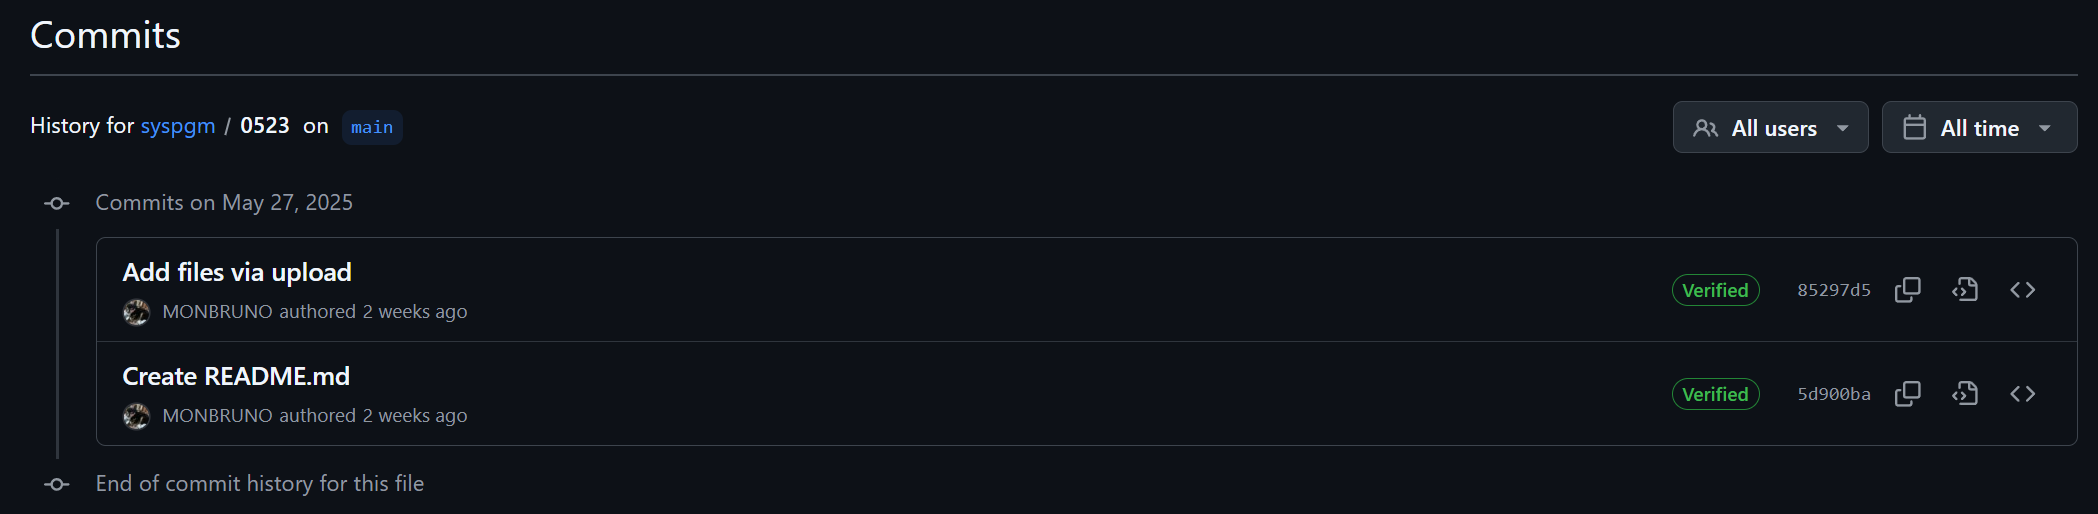 Commits
History for syspgm / 0523 on main
All users
All time
Commits on May 27, 2025
Add files via upload
MONBRUNO authored 2 weeks ago
Verified
85297d5
Create README.md
MONBRUNO authored 2 weeks ago
Verified
5d900ba
End of commit history for this file